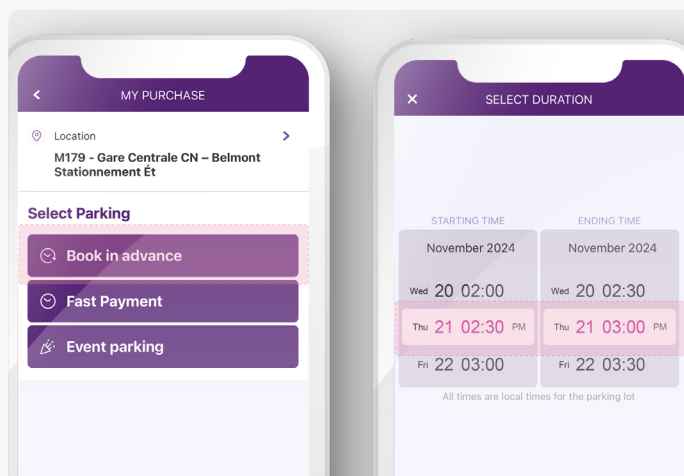 MY PURCHASE
Location
M179 - Gare Centrale CN – Belmont
Stationnement Ét
Select Parking
Book in advance
Fast Payment
Event parking
SELECT DURATION
STARTING TIME ENDING TIME
November 2024 November 2024
Wed 20 02:00 Wed 20 02:30
Thu 21 02:30 PM Thu 21 03:00 PM
Fri 22 03:00 Fri 22 03:30
All times are local times for the parking lot